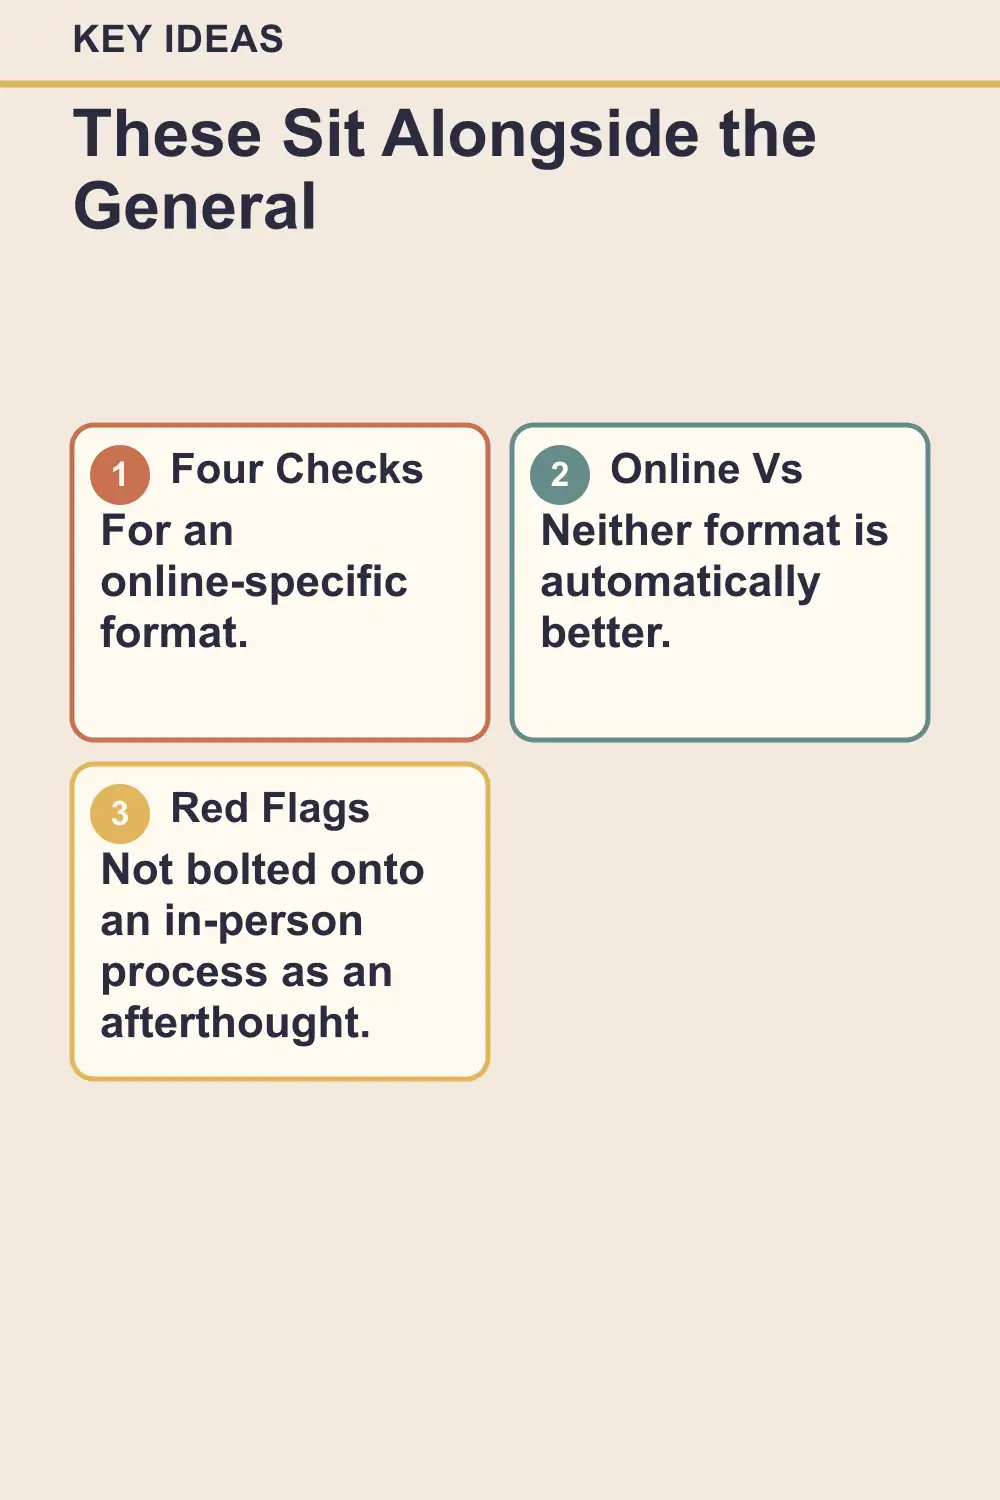 KEY IDEAS
These Sit Alongside the
General
1 Four Checks
For an
online-specific
format.
2 Online Vs
Neither format is
automatically
better.
3 Red Flags
Not bolted onto
an in-person
process as an
afterthought.